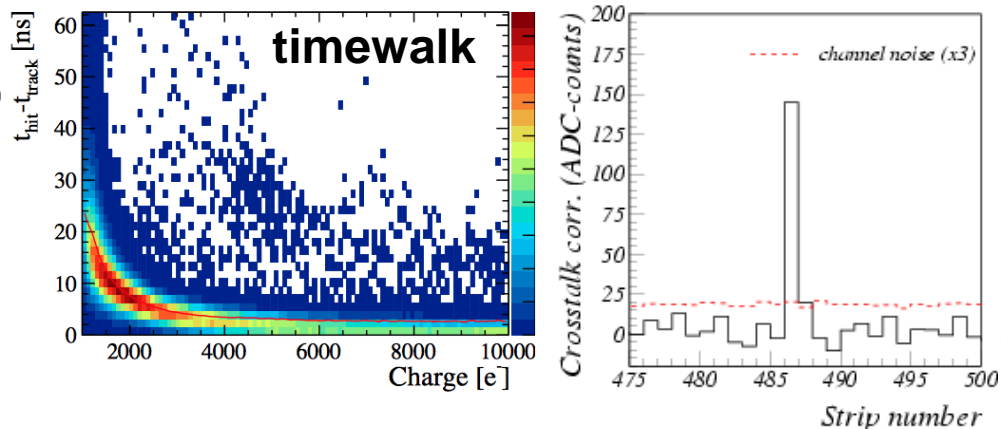 timewalk
t_hit-t_track [ns]
60
50
40
30
20
10
0
2000 4000 6000 8000 10000
Charge [e⁻]
channel noise (x3)
Crosstalk corr. (ADC-counts)
200
175
150
125
100
75
50
25
0
475 480 485 490 495 500
Strip number